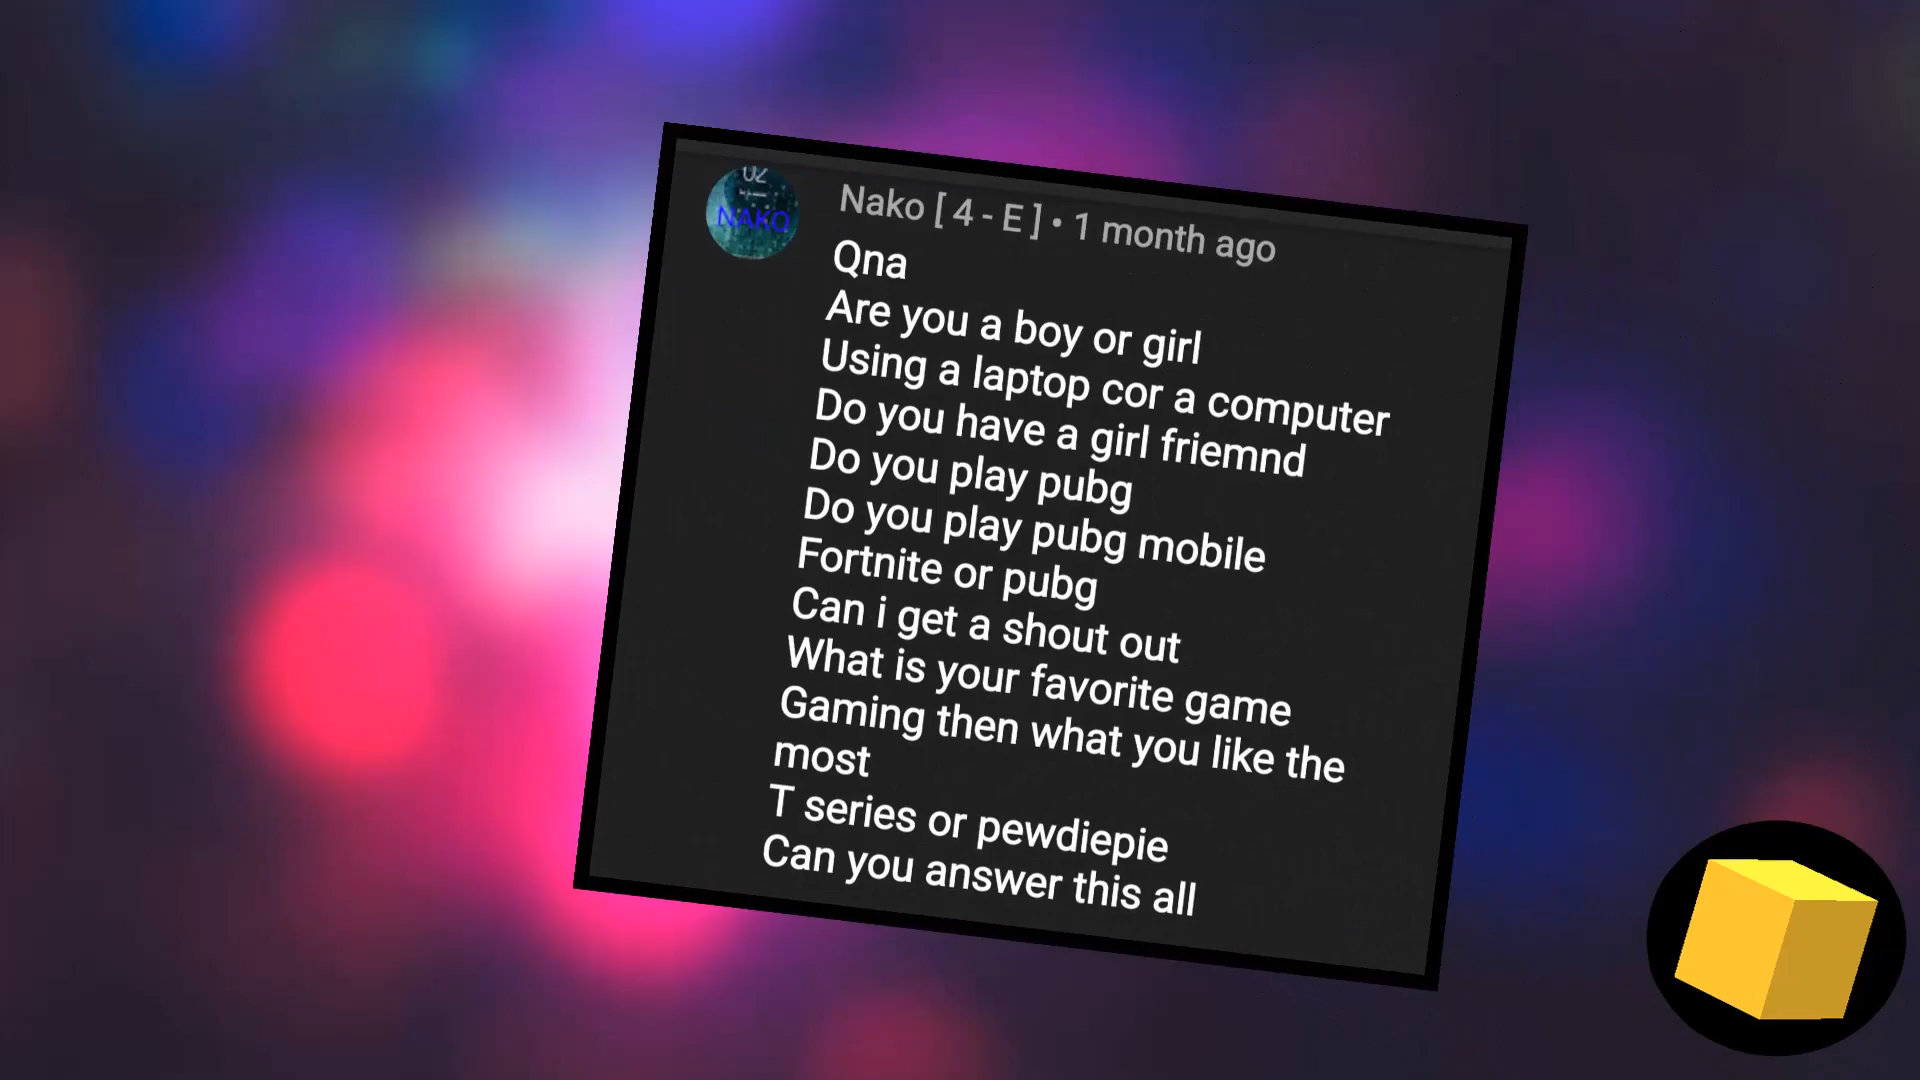 UZ
NAKO
Nako [ 4 - E ] • 1 month ago
Qna
Are you a boy or girl
Using a laptop cor a computer
Do you have a girl friemnd
Do you play pubg
Do you play pubg mobile
Fortnite or pubg
Can i get a shout out
What is your favorite game
Gaming then what you like the
most
T series or pewdiepie
Can you answer this all